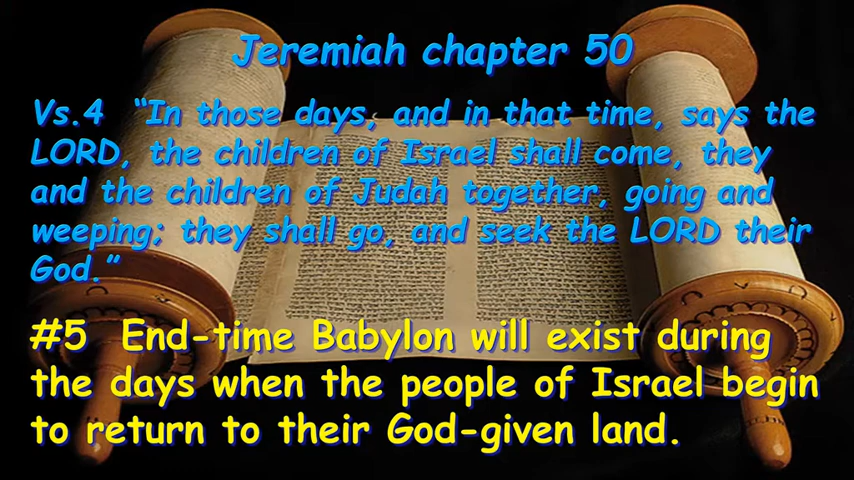 Jeremiah chapter 50
Vs.4 “In those days, and in that time, says the
LORD, the children of Israel shall come, they
and the children of Judah together, going and
weeping; they shall go, and seek the LORD their
God.”
#5 End-time Babylon will exist during
the days when the people of Israel begin
to return to their God-given land.